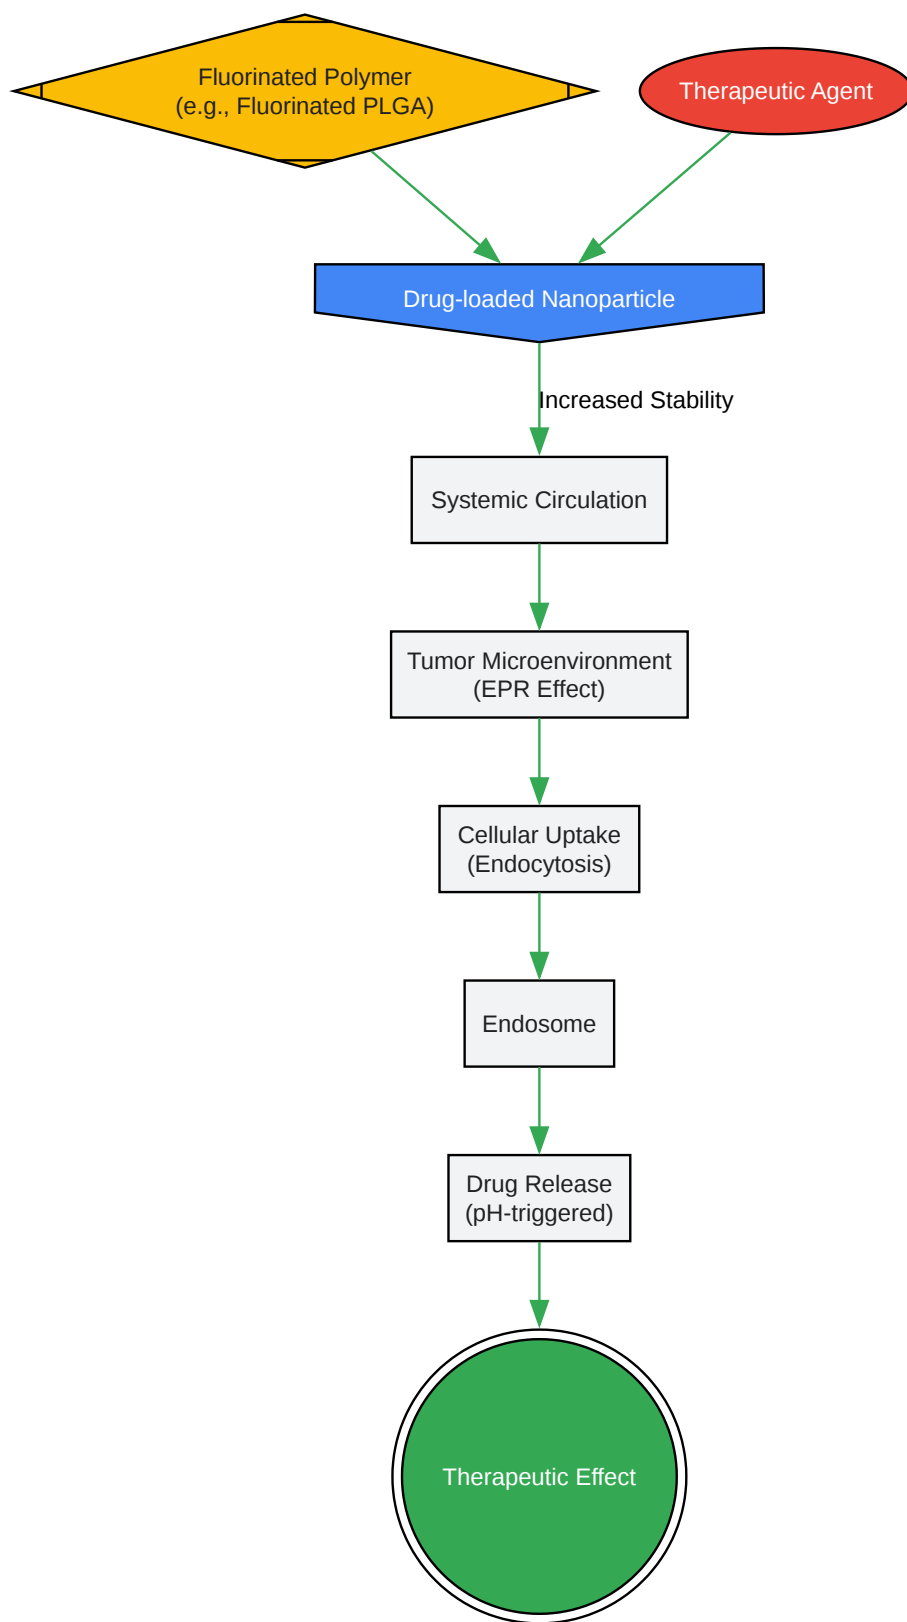 Fluorinated Polymer
(e.g., Fluorinated PLGA)
Therapeutic Agent
Drug-loaded Nanoparticle
Increased Stability
Systemic Circulation
Tumor Microenvironment
(EPR Effect)
Cellular Uptake
(Endocytosis)
Endosome
Drug Release
(pH-triggered)
Therapeutic Effect